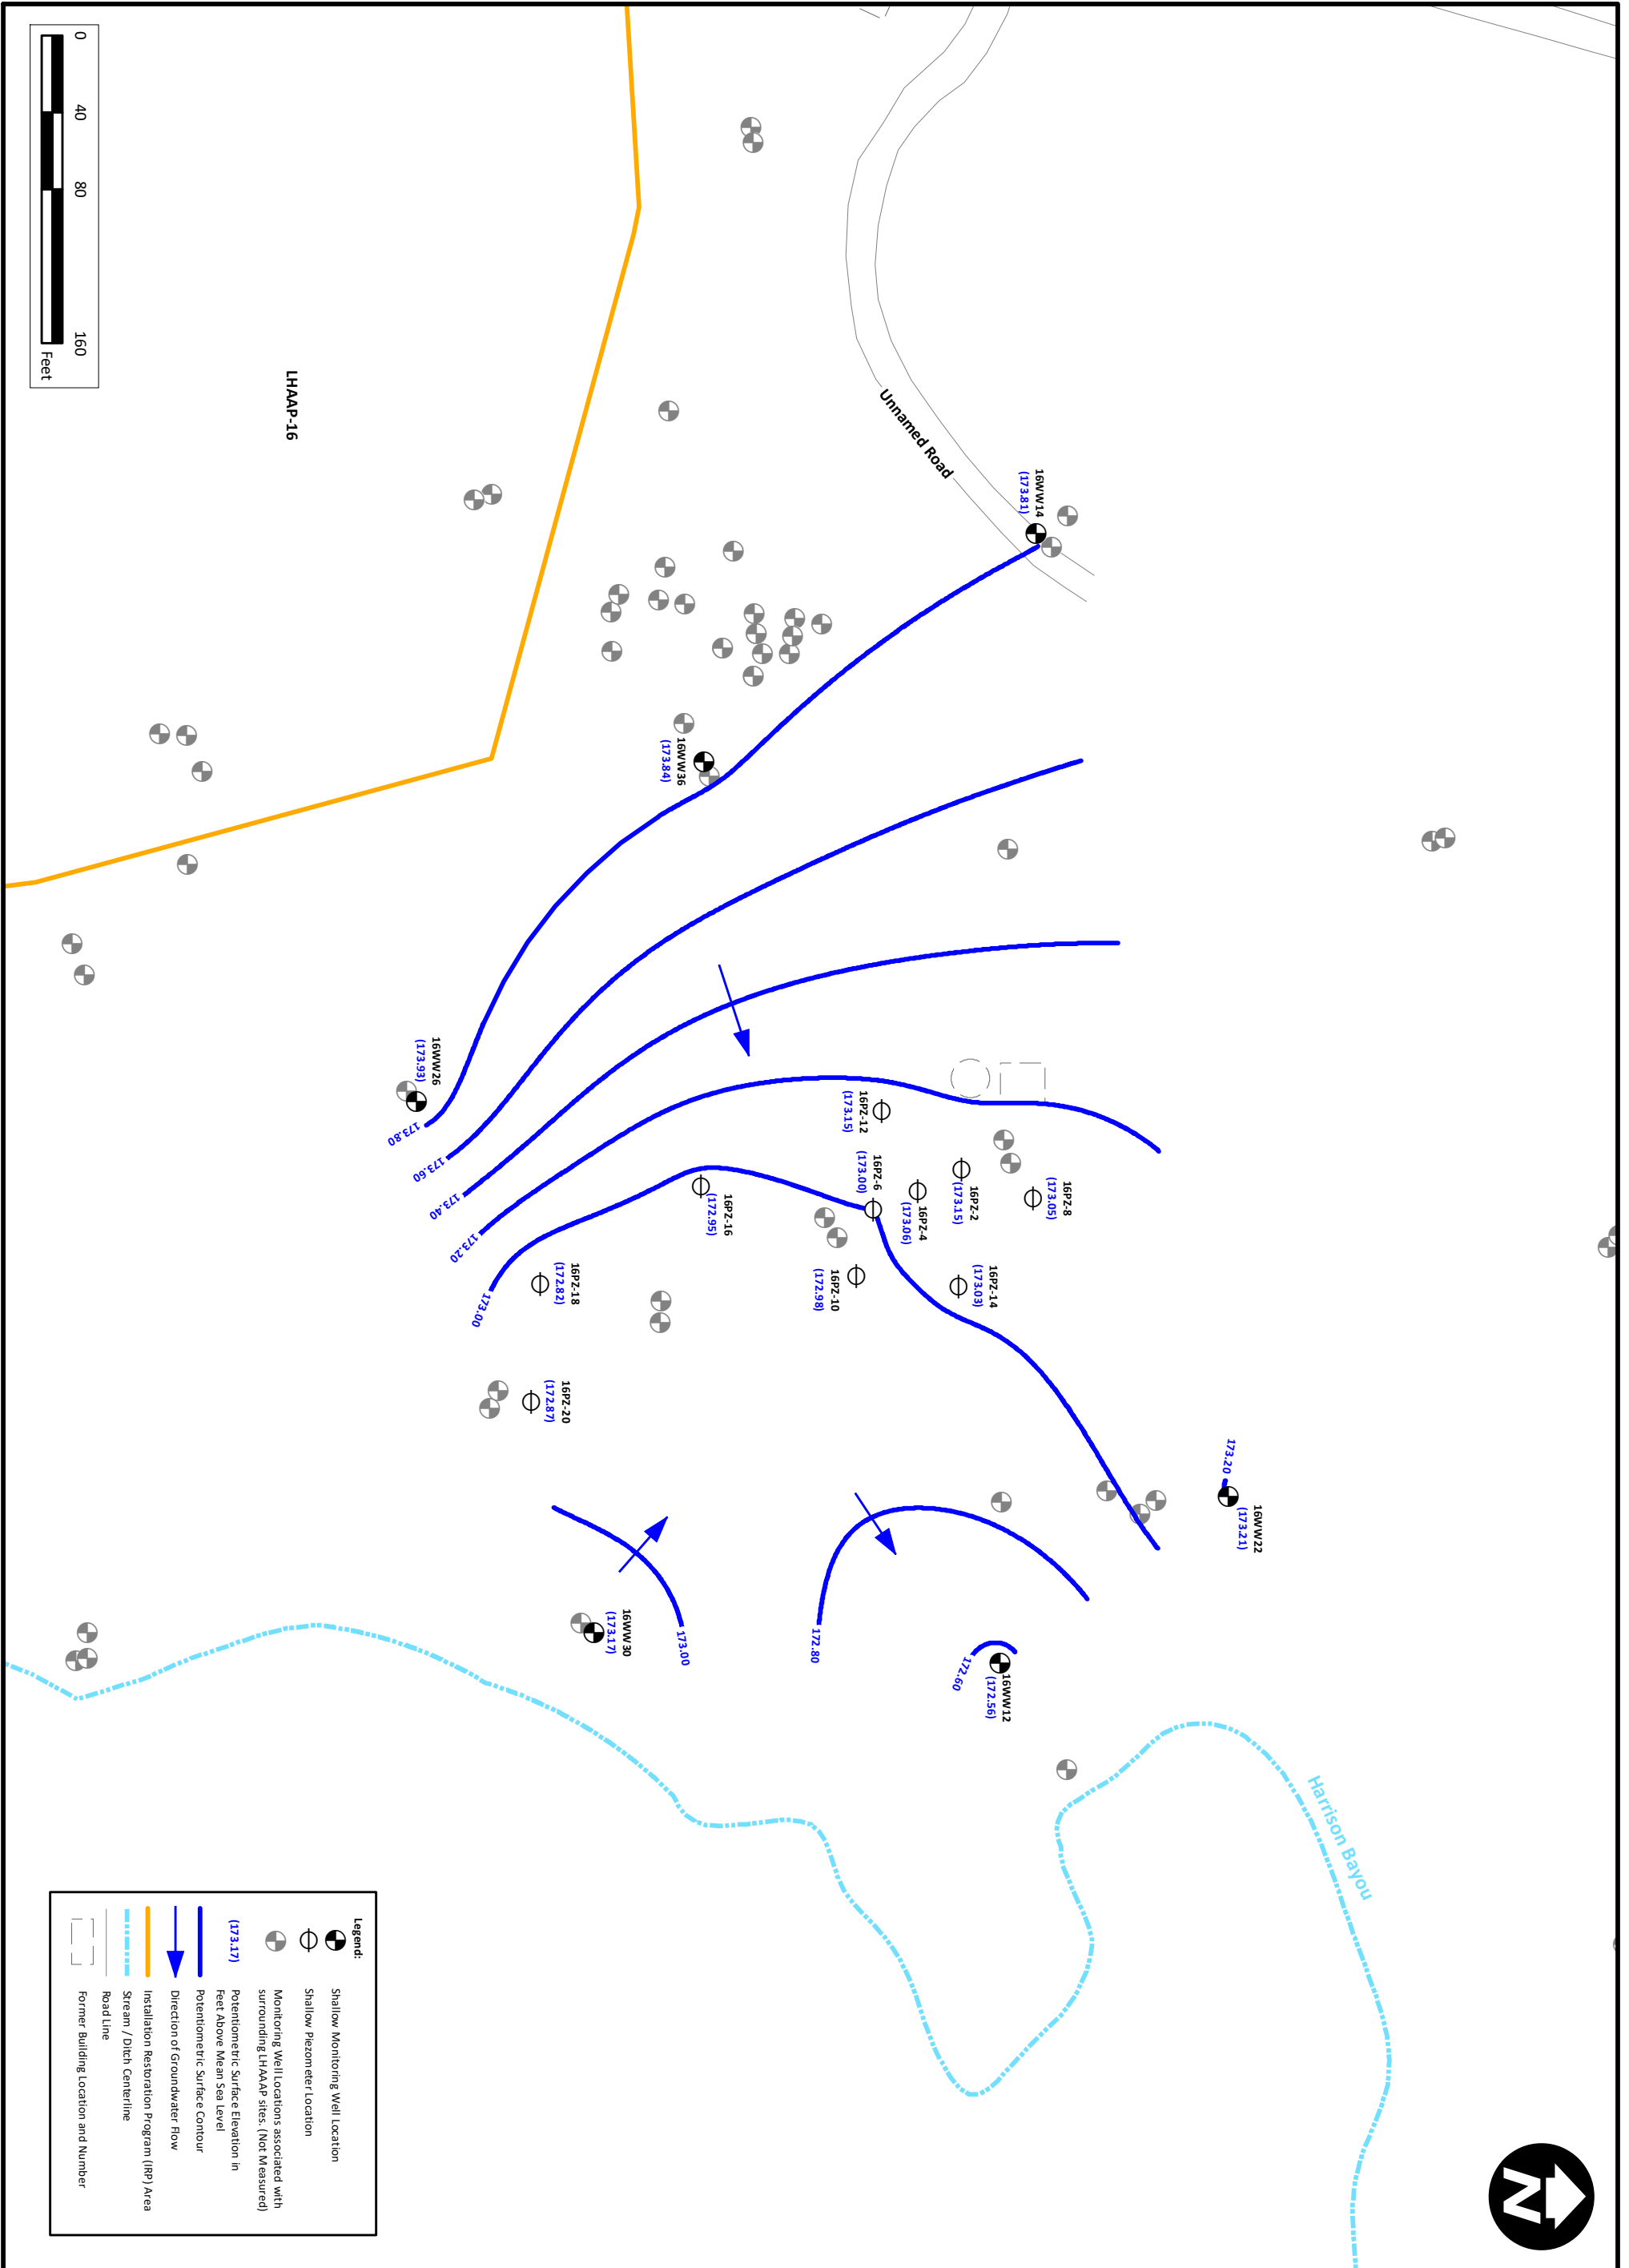 Unnamed Road
16WW14
(173.81)
16WW36
(173.84)
LHAAP-16
0 40 80 160
Feet
16WW26
(173.93)
173.80
173.60
173.40
173.20
173.00
16PZ-12
(173.15)
16PZ-6
(173.00)
16PZ-4
(173.06)
16PZ-2
(173.15)
16PZ-8
(173.05)
16PZ-16
(172.95)
16PZ-14
(173.03)
16PZ-10
(172.98)
16PZ-18
(172.82)
16PZ-20
(172.87)
173.20
16WW22
(173.21)
16WW30
(173.17)
173.00
172.80
172.60
16WW12
(172.56)
Harrison Bayou
Legend:
Shallow Monitoring Well Location
Shallow Piezometer Location
Monitoring Well Locations associated with
surrounding LHAAAP sites. (Not Measured)
(173.17) Potentiometric Surface Elevation in
Feet Above Mean Sea Level
Potentiometric Surface Contour
Direction of Groundwater Flow
Installation Restoration Program (IRP) Area
Stream / Ditch Centerline
Road Line
Former Building Location and Number
N